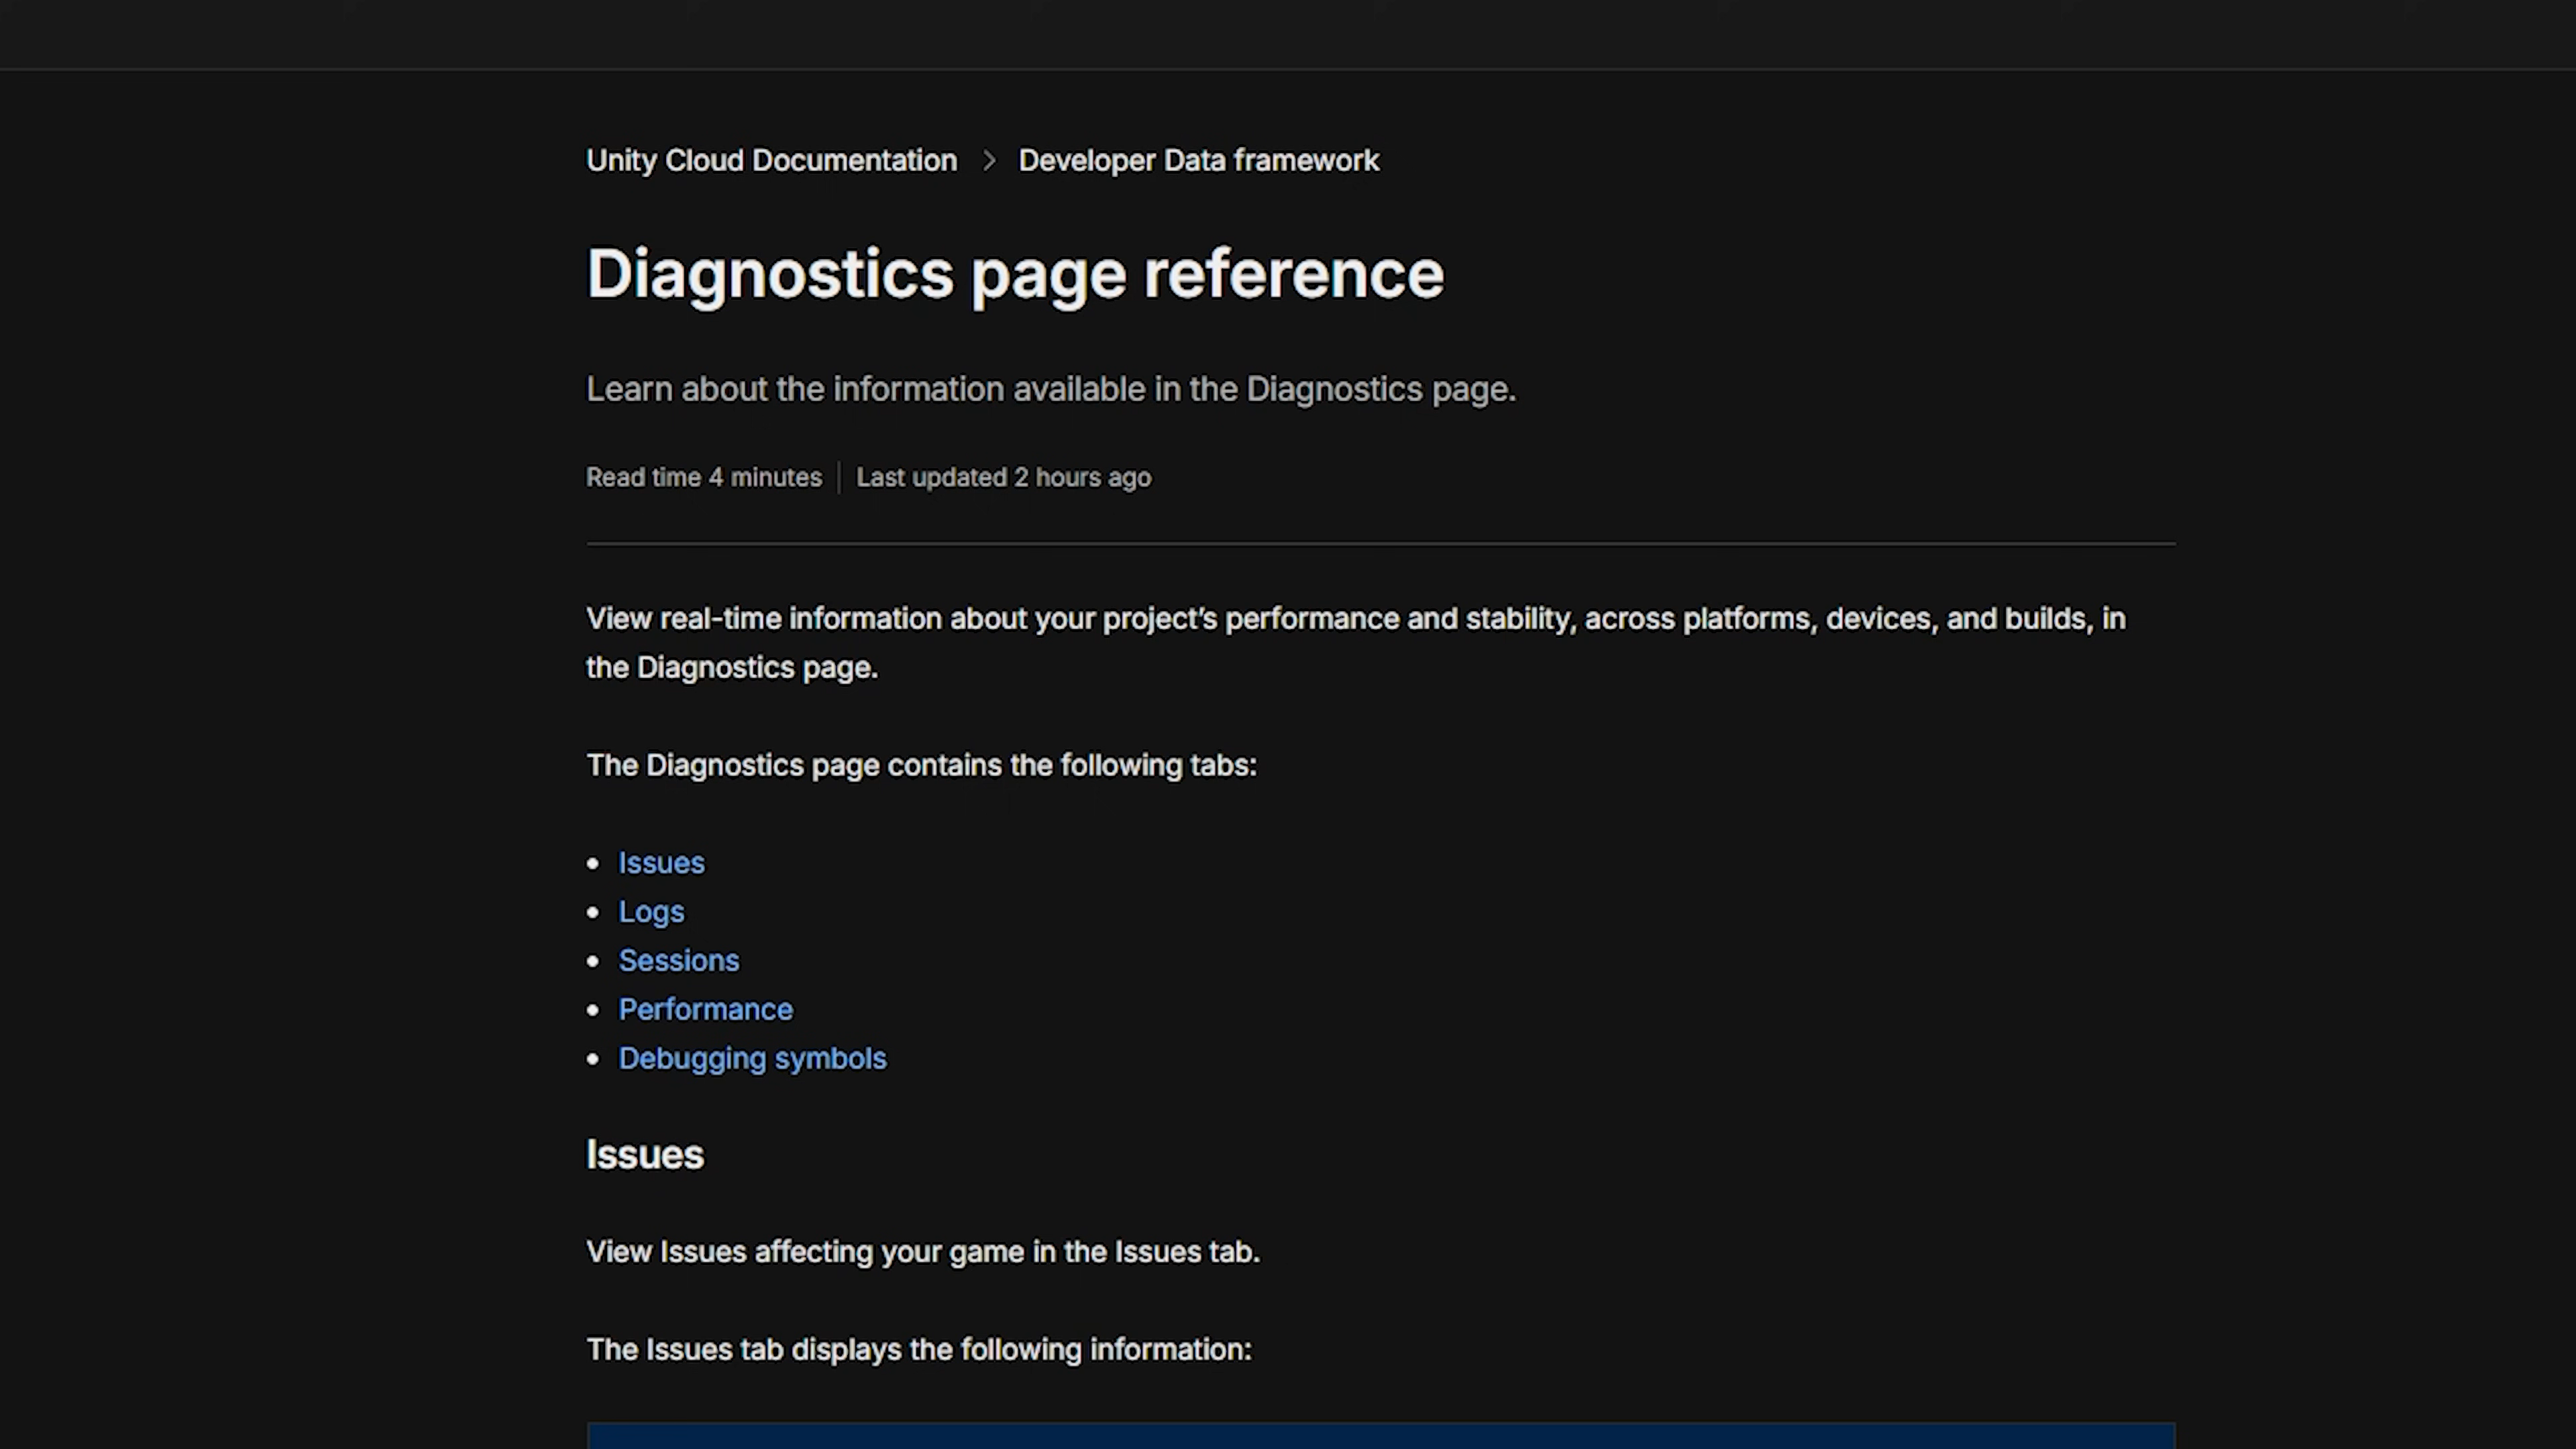 Unity Cloud Documentation > Developer Data framework
Diagnostics page reference
Learn about the information available in the Diagnostics page.
Read time 4 minutes | Last updated 2 hours ago
View real-time information about your project’s performance and stability, across platforms, devices, and builds, in
the Diagnostics page.
The Diagnostics page contains the following tabs:
• Issues
• Logs
• Sessions
• Performance
• Debugging symbols
Issues
View Issues affecting your game in the Issues tab.
The Issues tab displays the following information: